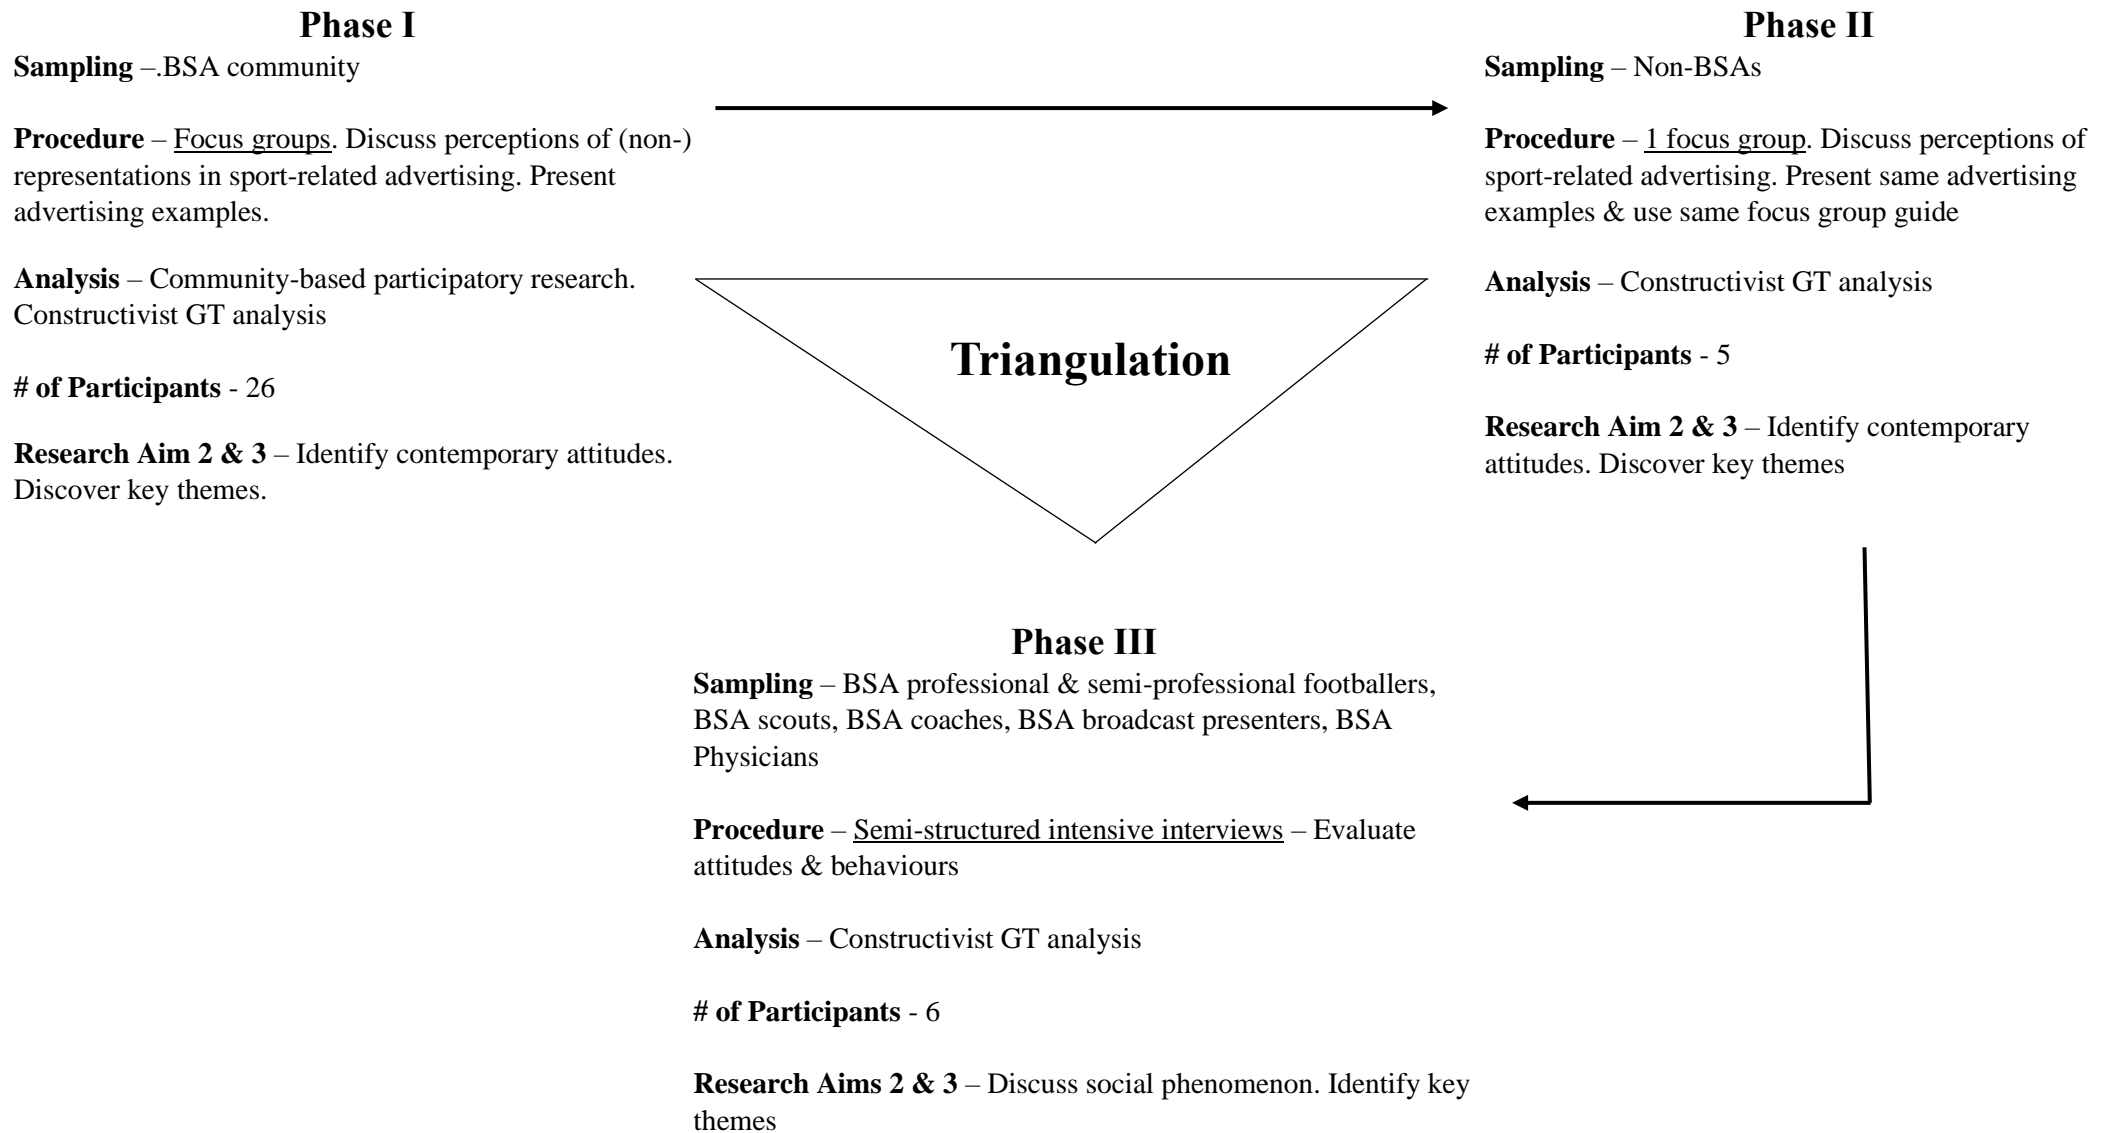 Phase I
Sampling –.BSA community
Procedure – Focus groups. Discuss perceptions of (non-)
representations in sport-related advertising. Present
advertising examples.
Analysis – Community-based participatory research.
Constructivist GT analysis
# of Participants - 26
Research Aim 2 & 3 – Identify contemporary attitudes.
Discover key themes.
Phase II
Sampling – Non-BSAs
Procedure – 1 focus group. Discuss perceptions of
sport-related advertising. Present same advertising
examples & use same focus group guide
Analysis – Constructivist GT analysis
# of Participants - 5
Research Aim 2 & 3 – Identify contemporary
attitudes. Discover key themes
Triangulation
Phase III
Sampling – BSA professional & semi-professional footballers,
BSA scouts, BSA coaches, BSA broadcast presenters, BSA
Physicians
Procedure – Semi-structured intensive interviews – Evaluate
attitudes & behaviours
Analysis – Constructivist GT analysis
# of Participants - 6
Research Aims 2 & 3 – Discuss social phenomenon. Identify key
themes